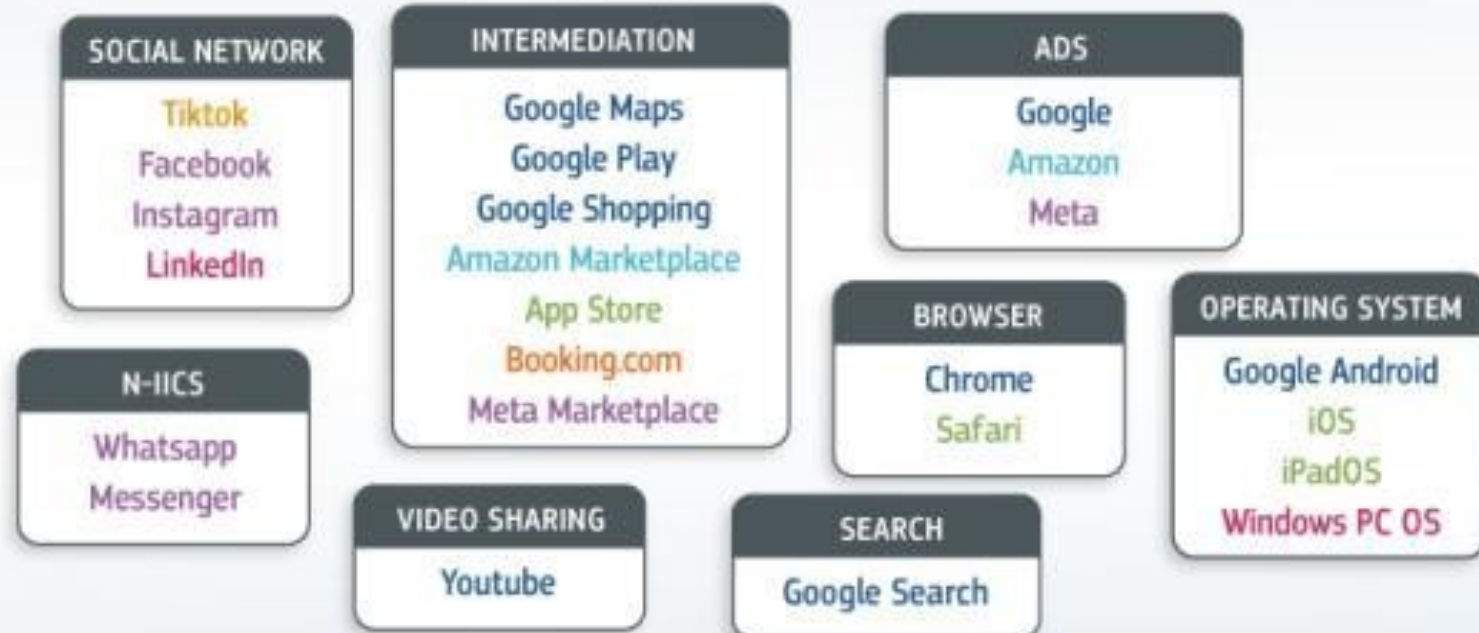 SOCIAL NETWORK
Tiktok
Facebook
Instagram
LinkedIn
INTERMEDIATION
Google Maps
Google Play
Google Shopping
Amazon Marketplace
App Store
Booking.com
Meta Marketplace
ADS
Google
Amazon
Meta
N-IICS
Whatsapp
Messenger
BROWSER
Chrome
Safari
OPERATING SYSTEM
Google Android
iOS
iPadOS
Windows PC OS
VIDEO SHARING
Youtube
SEARCH
Google Search